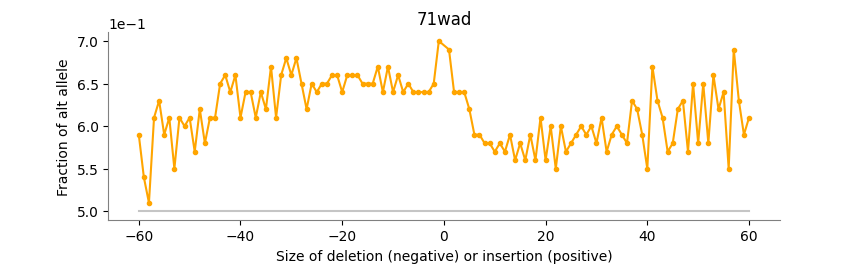 71wad
1e−1
7.0
6.5
6.0
5.5
5.0
Fraction of alt allele
−60 −40 −20 0 20 40 60
Size of deletion (negative) or insertion (positive)